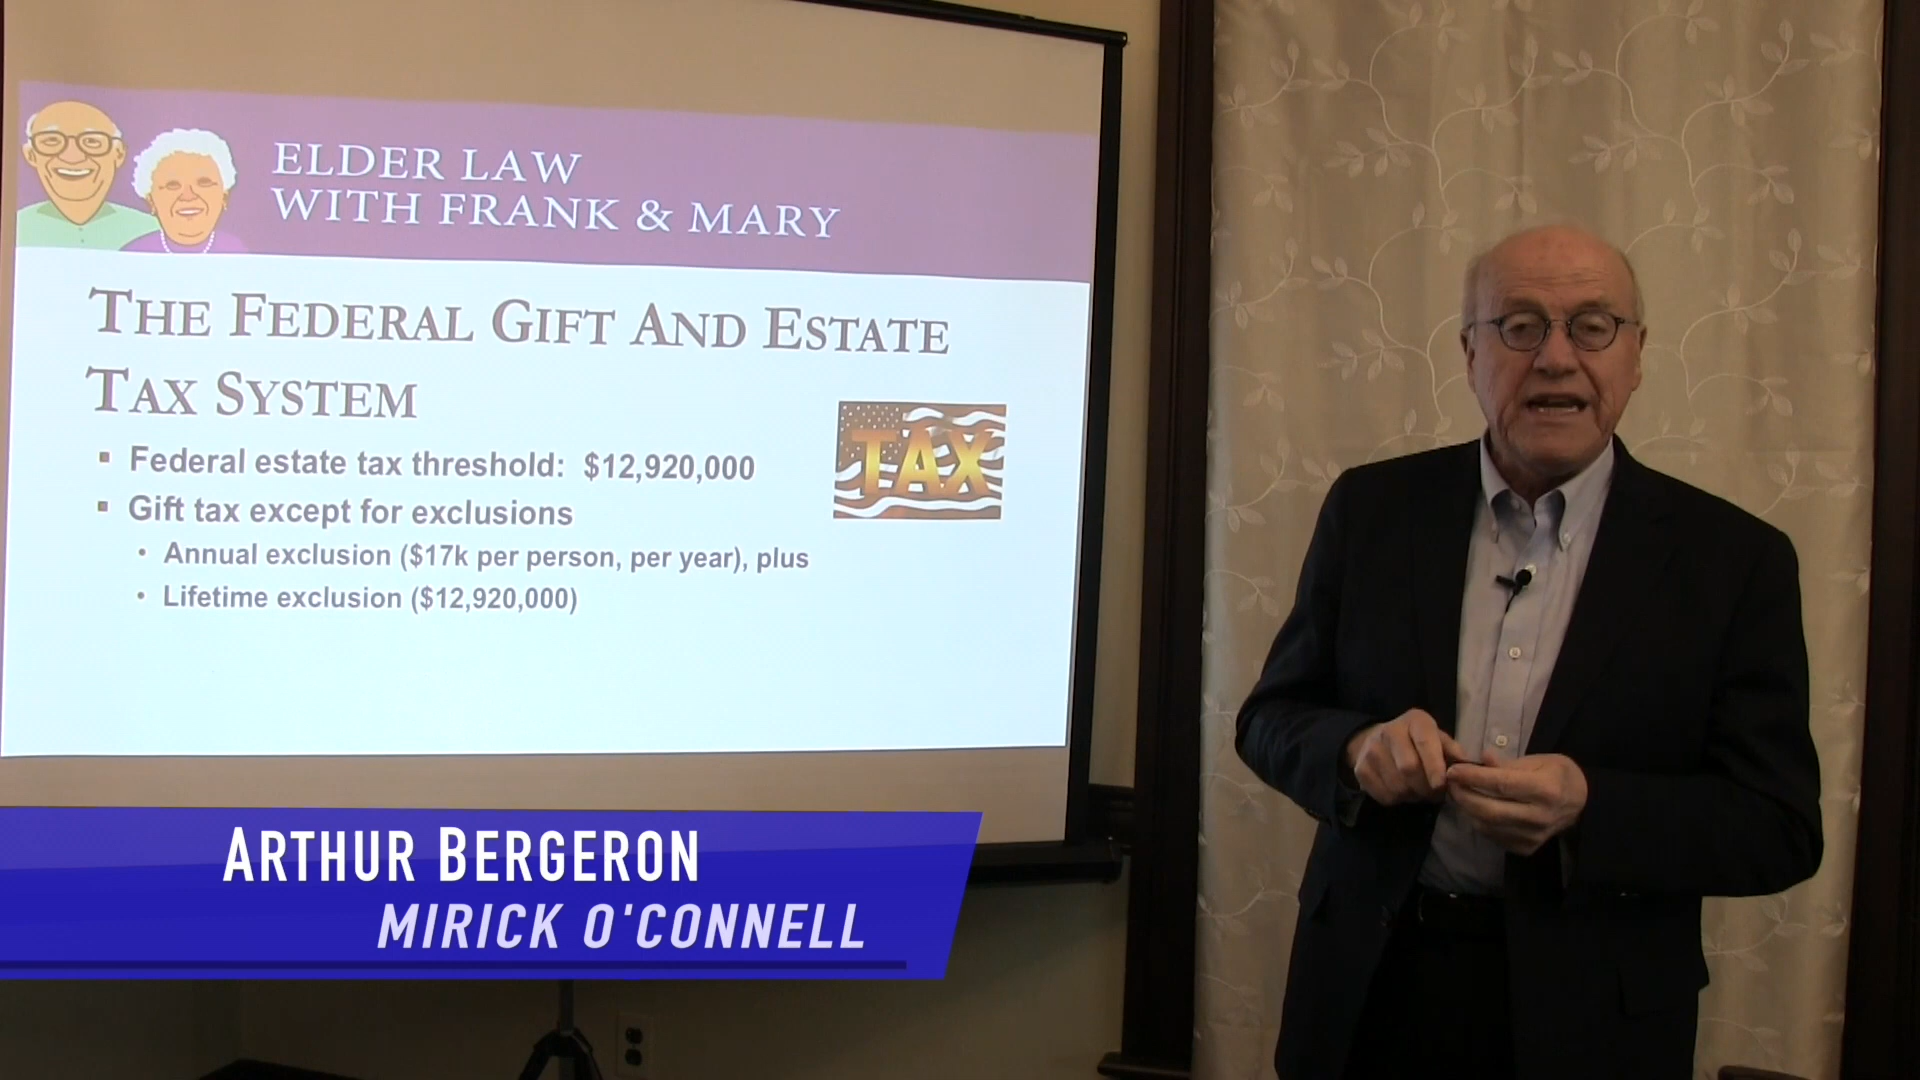 ELDER LAW
WITH FRANK & MARY
THE FEDERAL GIFT AND ESTATE
TAX SYSTEM
TAX
▪ Federal estate tax threshold: $12,920,000
▪ Gift tax except for exclusions
• Annual exclusion ($17k per person, per year), plus
• Lifetime exclusion ($12,920,000)
ARTHUR BERGERON
MIRICK O'CONNELL